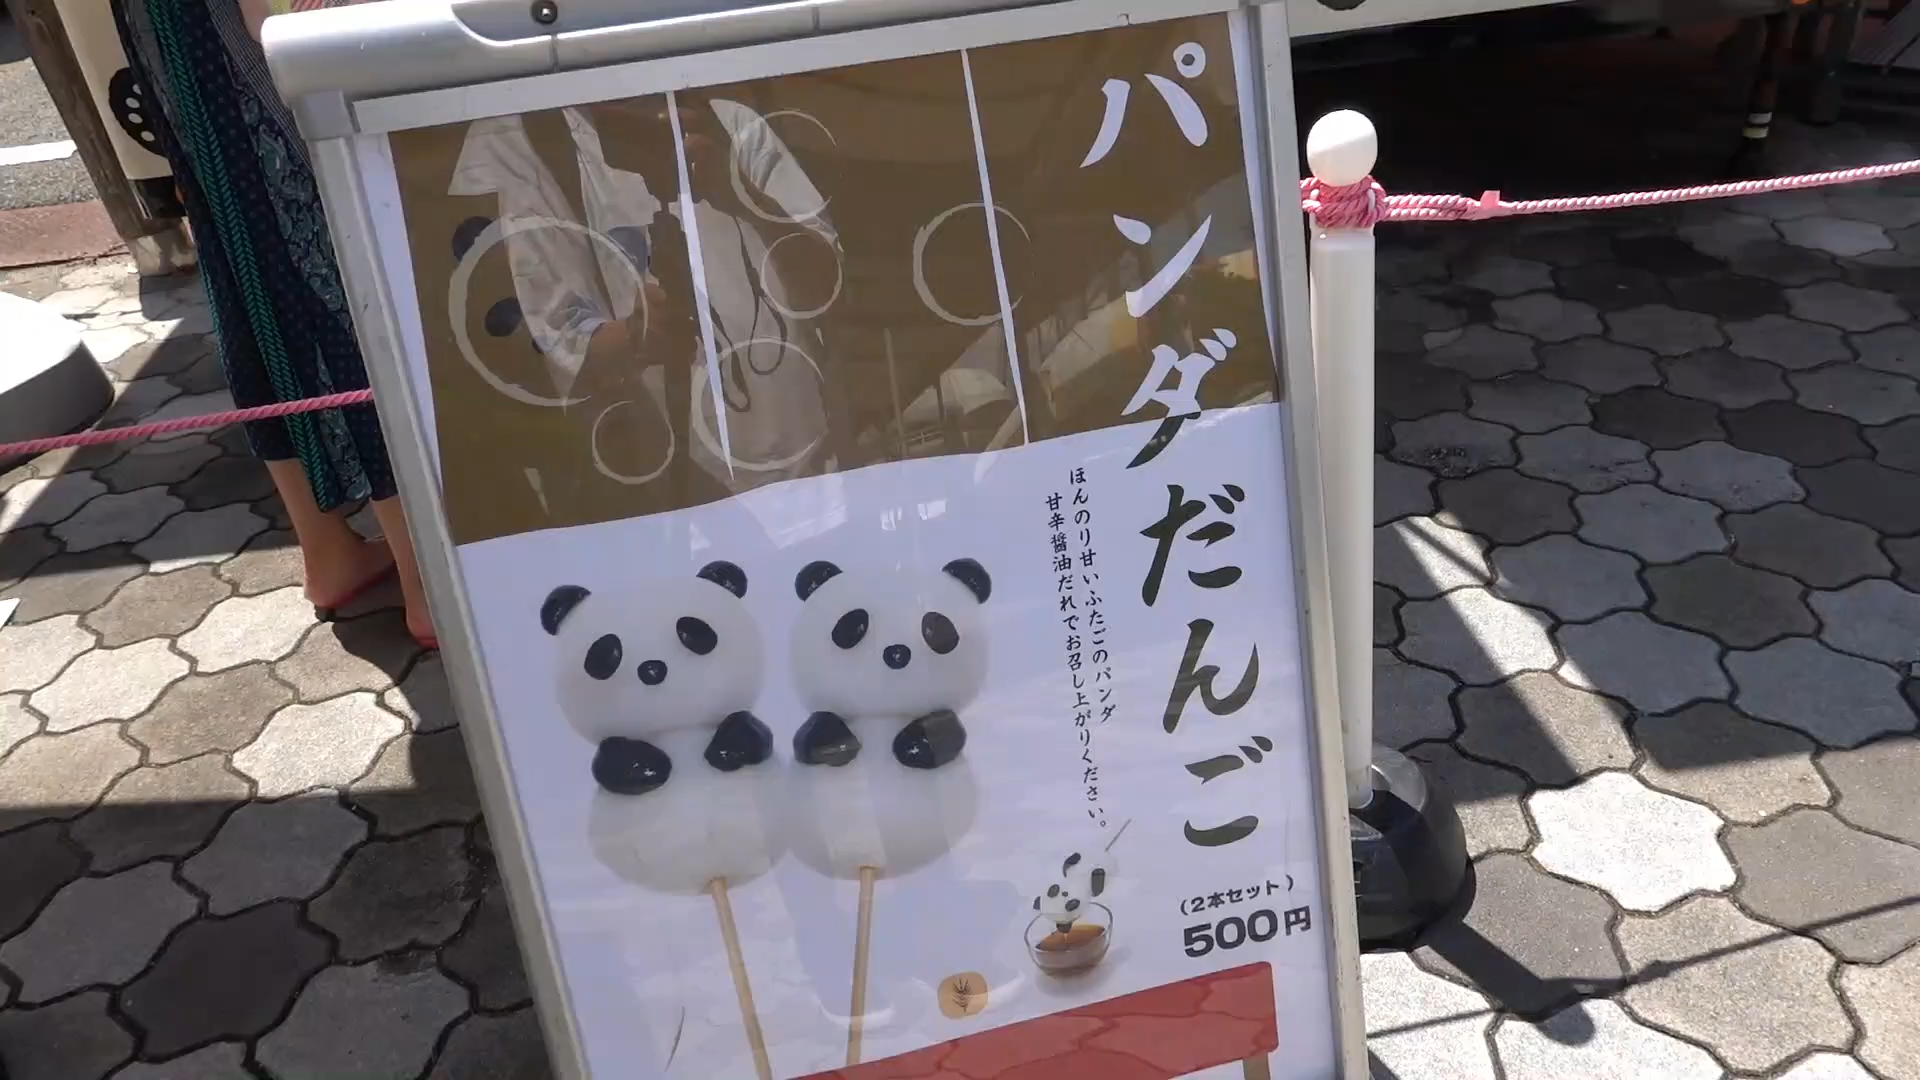 パンダだんご
ほんのり甘いふたごのパンダ
甘辛醤油だれでお召し上がりください。
(2本セット)
500円